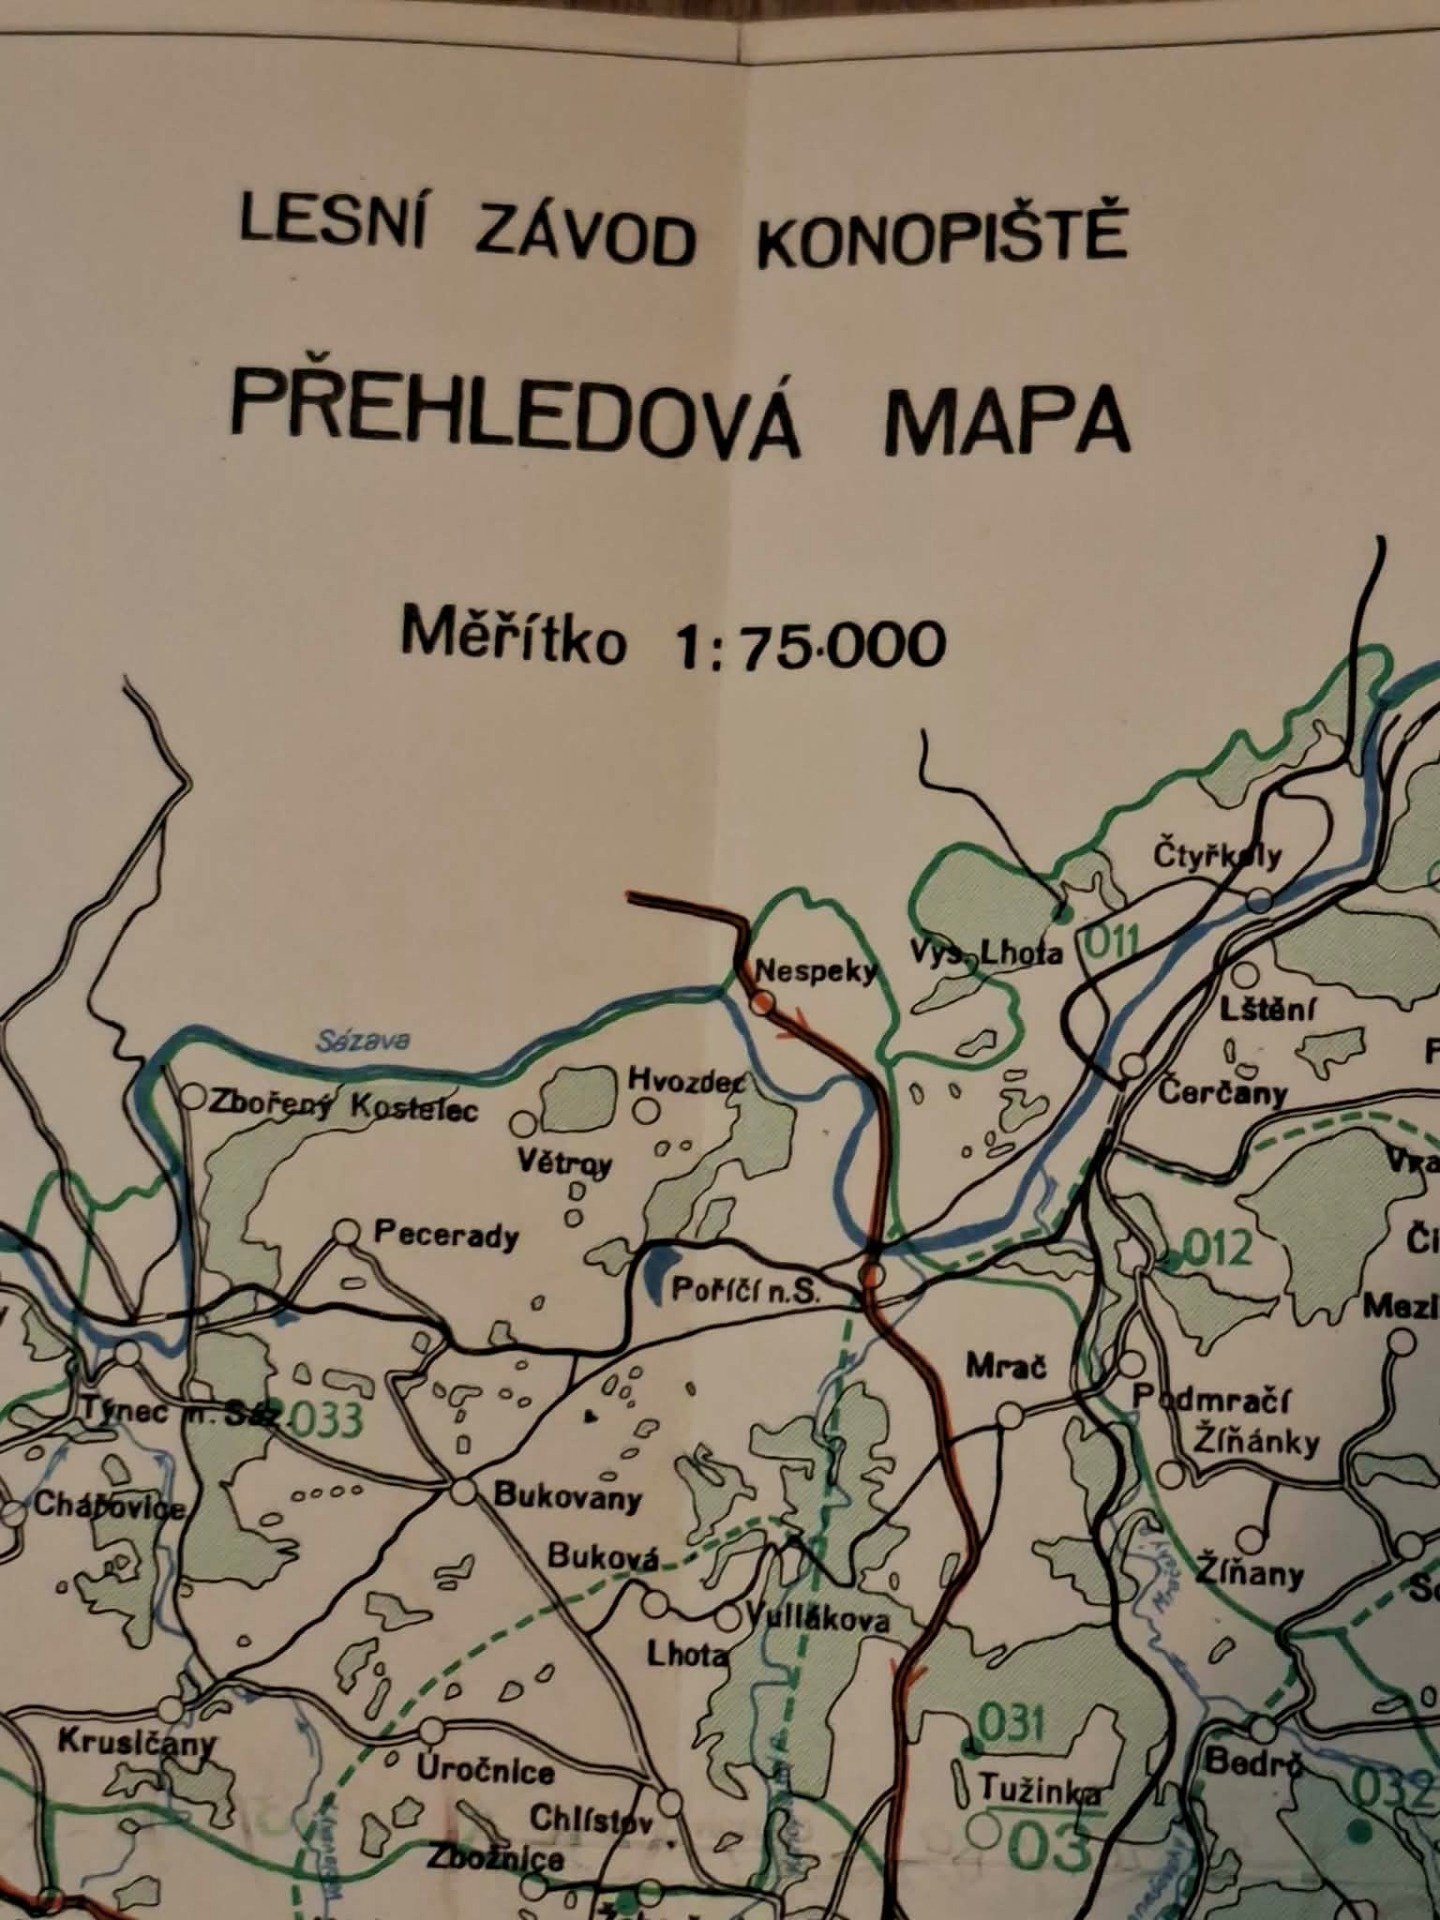 LESNÍ ZÁVOD KONOPIŠTĚ
PŘEHLEDOVÁ MAPA
Měřítko 1:75.000
Čtyřkoly
Vys. Lhota 011
Nespeky
Lštění
Sázava
Hvozdec
Čerčany
Zbořený Kostelec
Větrov
Pecerady
012
Poříčí n.S.
Mrač
Podmračí
Týnec n. Sáz. 033
Žíňánky
Chářovice
Bukovany
Buková
Žíňany
Lhota
031
Krusičany
Úročnice
Bedrč
Tužinka
032
Chlístov
03
Zbožnice